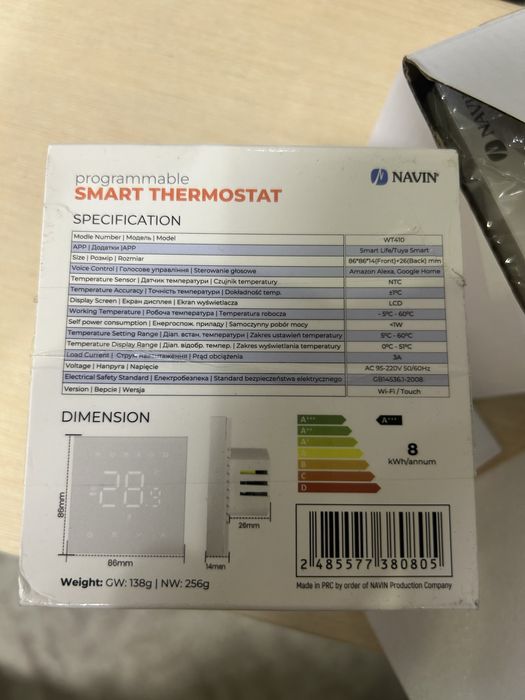 programmable
SMART THERMOSTAT
NAVIN
SPECIFICATION
Modle Number | Модель | Model WT410
APP | Додатки |APP Smart Life/Tuya Smart
Size | Розмір | Rozmiar 86*86*14(Front)+26(Back) mm
Voice Control | Голосове управління | Sterowanie głosowe Amazon Alexa, Google Home
Temperature Sensor | Датчик температури | Czujnik temperatury NTC
Temperature Accuracy | Точність температури | Dokładność temp. ±1°C
Display Screen | Екран дисплея | Ekran wyświetlacza LCD
Working Temperature | Робоча температура | Temperatura robocza - 5°C - 60°C
Self power consumption | Енергоспож. приладу | Samoczynny pobór mocy <1W
Temperature Setting Range | Діап. встан. температури | Zakres ustawień temperatury 5°C - 60°C
Temperature Display Range | Діап. відобр. темпер. | Zakres wyświetlania temperatury 0°C - 51°C
Load Current | Струм навантаження | Prąd obciążenia 3A
Voltage | Напруга | Napięcie AC 95-220V 50/60Hz
Electrical Safety Standard | Електробезпека | Standard bezpieczeństwa elektrycznego GB14536.1-2008
Version | Версія | Wersja Wi-Fi / Touch
DIMENSION
A+++
A++
A+
A
B
C
D
A+++
8
kWh/annum
28.9
86mm
86mm
14mm
26mm
2 485577 380805
Weight: GW: 138g | NW: 256g
Made in PRC by order of NAVIN Production Company
NAVIN